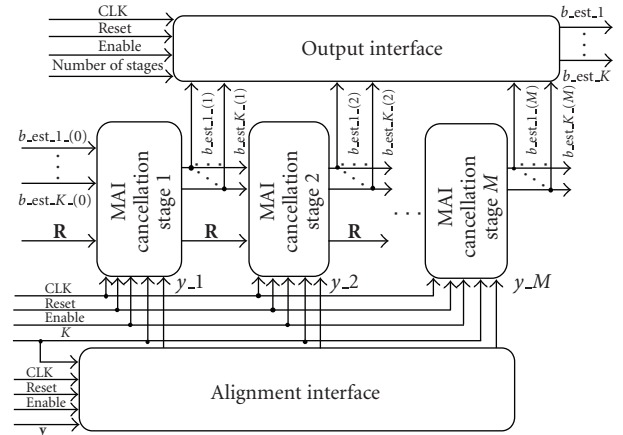 CLK
Reset
Enable
Number of stages
Output interface
b_est_1
b_est_K
b_est_1_(1)
b_est_K_(1)
b_est_1_(2)
b_est_K_(2)
b_est_1_(M)
b_est_K_(M)
b_est_1_(0)
b_est_K_(0)
MAI
cancellation
stage 1
MAI
cancellation
stage 2
MAI
cancellation
stage M
R
R
R
y_1
y_2
y_M
CLK
Reset
Enable
K
CLK
Reset
Enable
y
Alignment interface